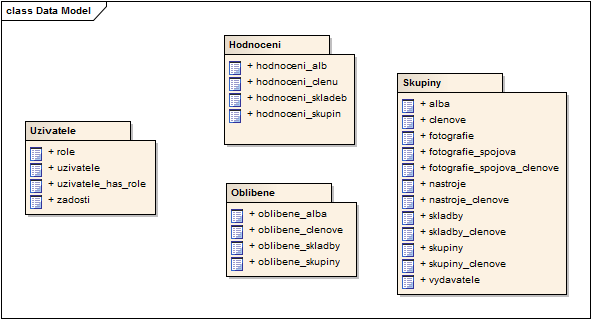 class Data Model
Uzivatele
+ role
+ uzivatele
+ uzivatele_has_role
+ zadosti
Hodnoceni
+ hodnoceni_alb
+ hodnoceni_clenu
+ hodnoceni_skladeb
+ hodnoceni_skupin
Oblibene
+ oblibene_alba
+ oblibene_clenove
+ oblibene_skladby
+ oblibene_skupiny
Skupiny
+ alba
+ clenove
+ fotografie
+ fotografie_spojova
+ fotografie_spojova_clenove
+ nastroje
+ nastroje_clenove
+ skladby
+ skladby_clenove
+ skupiny
+ skupiny_clenove
+ vydavatele